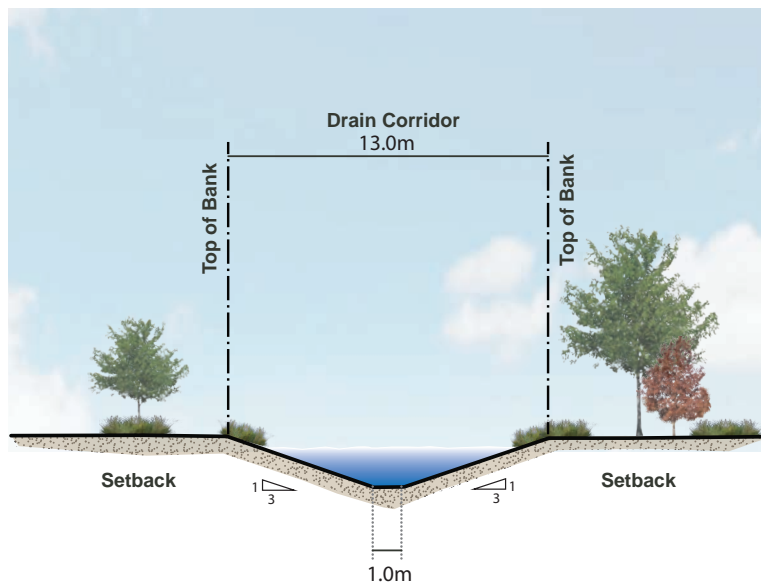 Drain Corridor
13.0m
Top of Bank
Top of Bank
Setback
1
3
1
3
Setback
1.0m